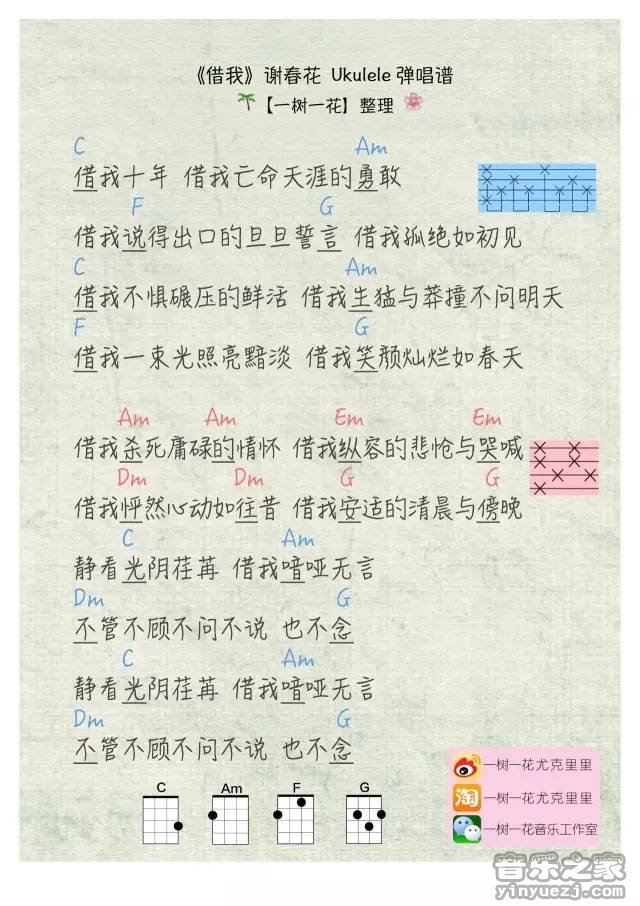 《借我》谢春花 Ukulele 弹唱谱
【一树一花】整理
C Am
借我十年 借我亡命天涯的勇敢
F G
借我说得出口的旦旦誓言 借我孤绝如初见
C Am
借我不惧碾压的鲜活 借我生猛与莽撞不问明天
F G
借我一束光照亮黯淡 借我笑颜灿烂如春天
Am Am Em Em
借我杀死庸碌的情怀 借我纵容的悲怆与哭喊
Dm Dm G G
借我怦然心动如往昔 借我安适的清晨与傍晚
C Am
静看光阴荏苒 借我喑哑无言
Dm G
不管不顾不问不说 也不念
C Am
静看光阴荏苒 借我喑哑无言
Dm G
不管不顾不问不说 也不念
C Am F G
一树一花尤克里里
淘 一树一花尤克里里
一树一花音乐工作室
音乐之家
yinyuezj.com